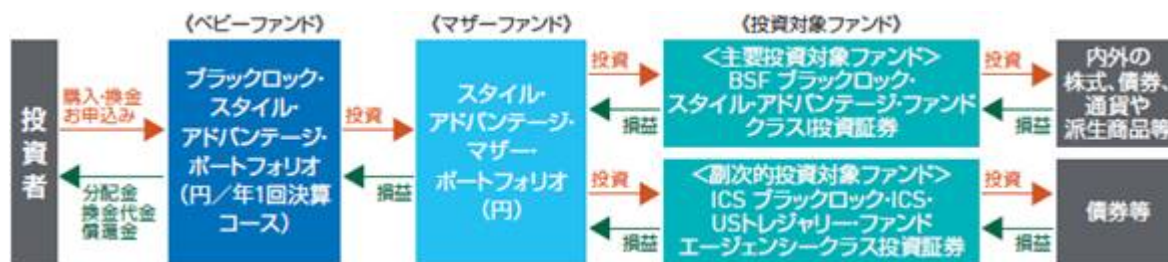 《ベビーファンド》
《マザーファンド》
《投資対象ファンド》
投資者
購入・換金
お申込み
分配金
換金代金
償還金
ブラックロック・
スタイル・
アドバンテージ・
ポートフォリオ
(円/年1回決算
コース)
投資
損益
スタイル・
アドバンテージ・
マザー・
ポートフォリオ
(円)
投資
損益
<主要投資対象ファンド>
BSF ブラックロック・
スタイル・アドバンテージ・ファンド
クラスI投資証券
投資
損益
内外の
株式、債券、
通貨や
派生商品等
投資
損益
<副次的投資対象ファンド>
ICS ブラックロック・ICS・
USトレジャリー・ファンド
エージェンシークラス投資証券
投資
損益
債券等